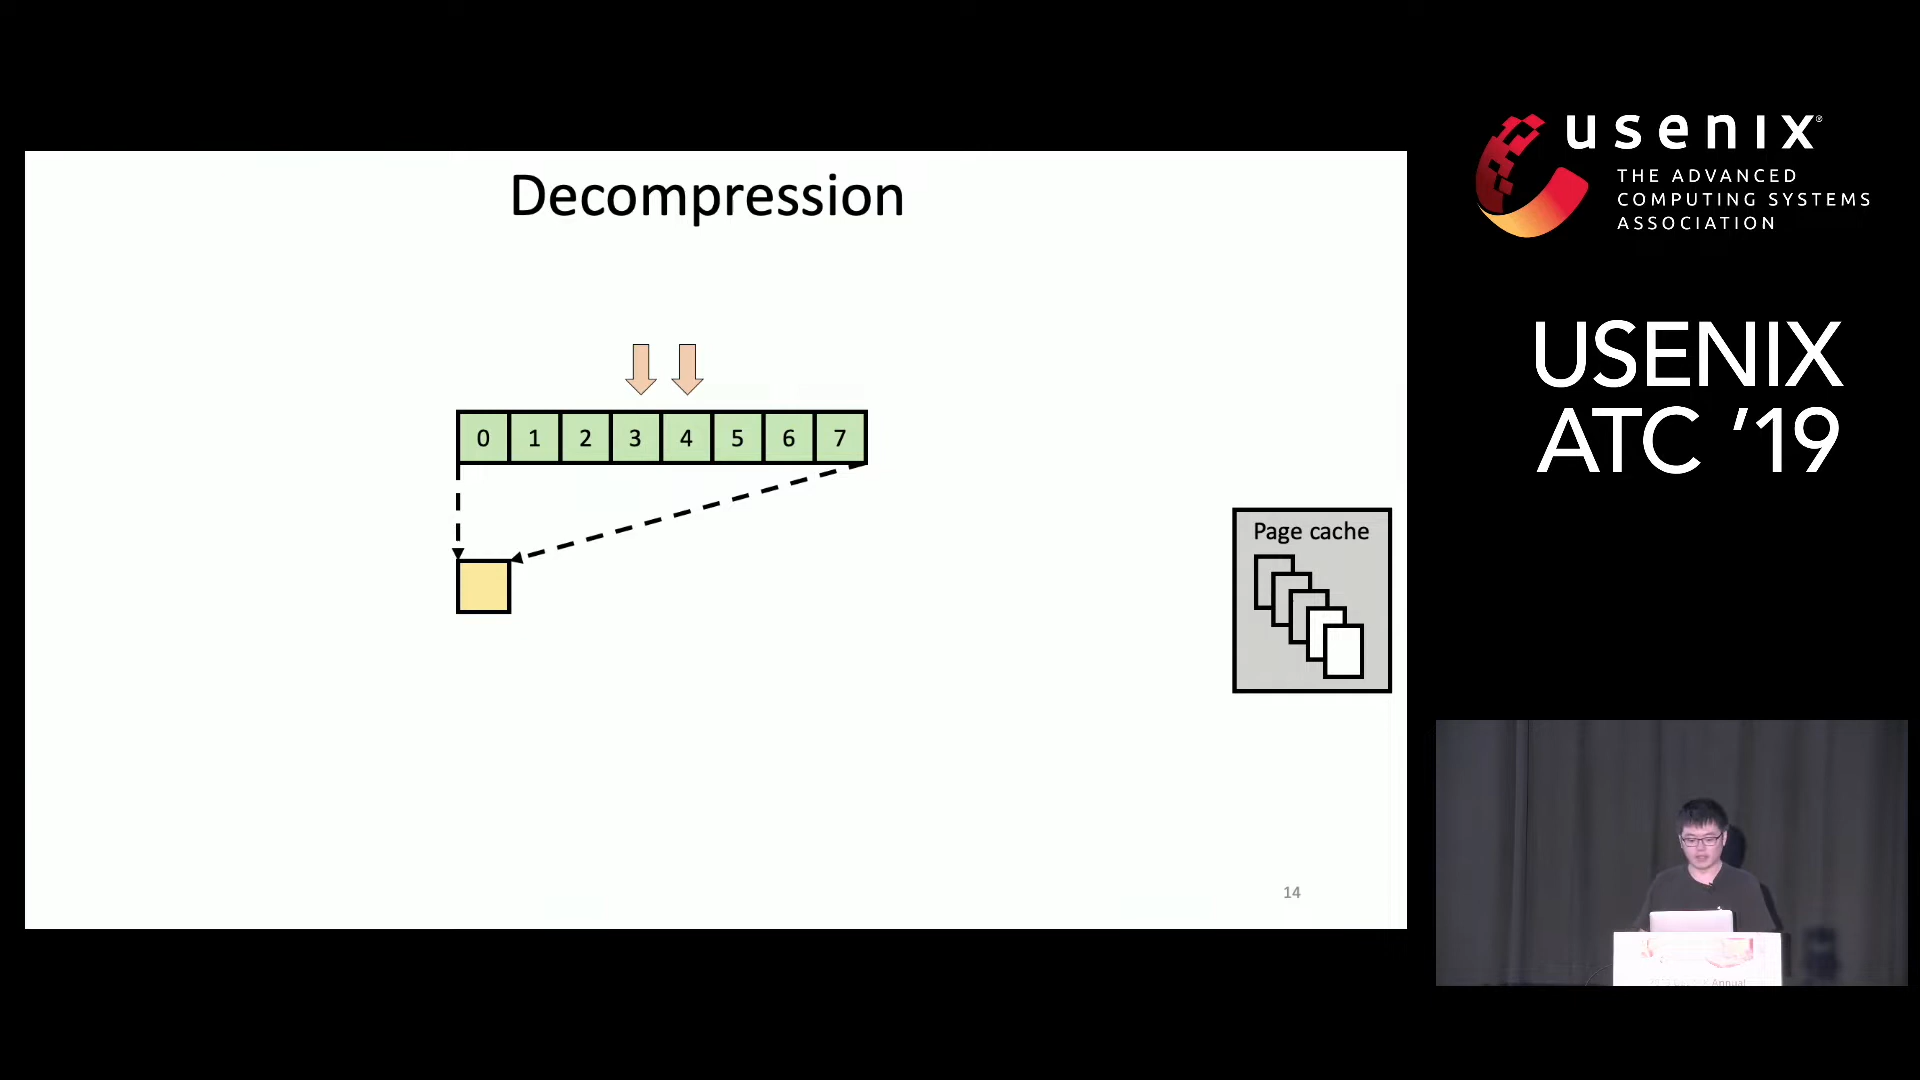 Decompression
0 1 2 3 4 5 6 7
Page cache
14
usenix®
THE ADVANCED
COMPUTING SYSTEMS
ASSOCIATION
USENIX
ATC ’19
Annual